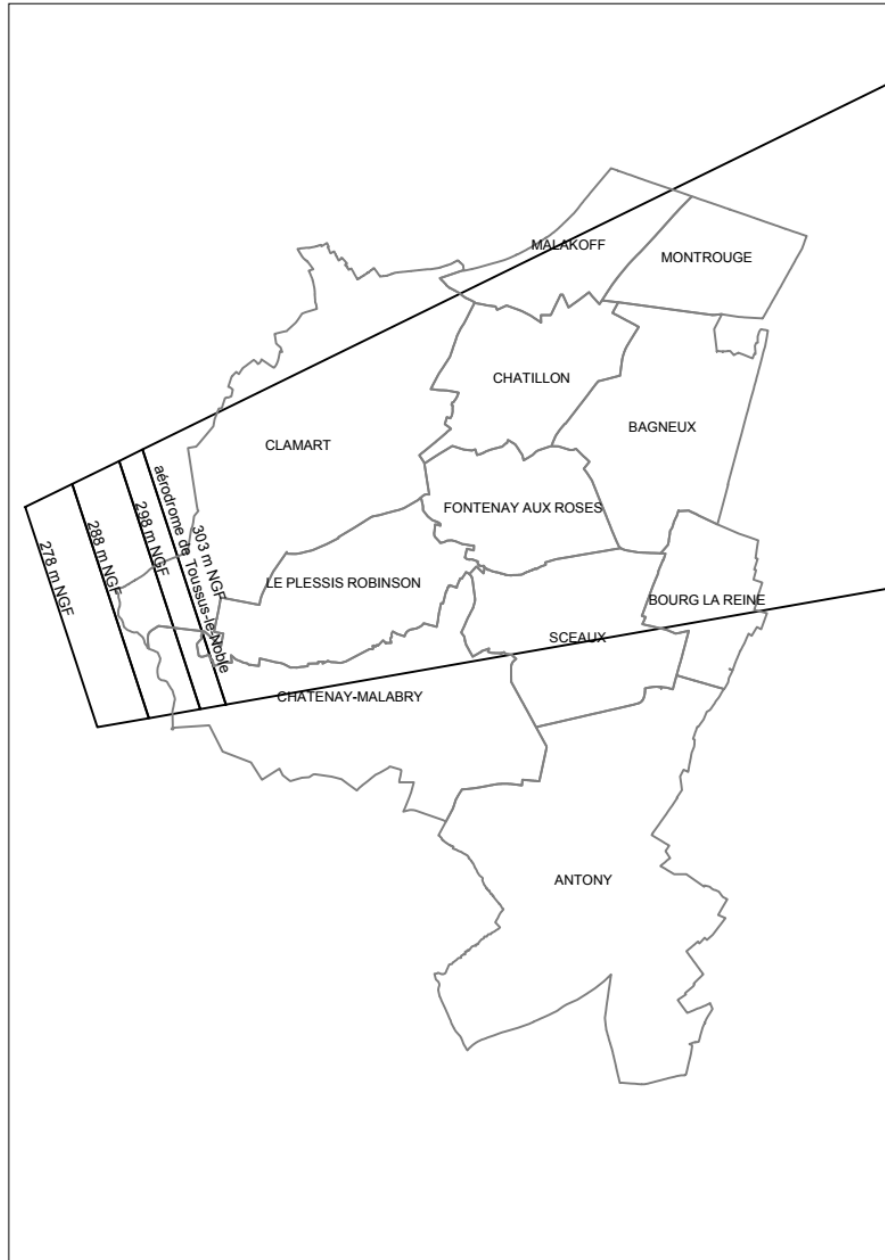 MALAKOFF
MONTROUGE
CHATILLON
BAGNEUX
CLAMART
FONTENAY AUX ROSES
278 m NGF
288 m NGF
298 m NGF
aérodrome de Toussus-le-Noble
303 m NGF
LE PLESSIS ROBINSON
BOURG LA REINE
SCEAUX
CHATENAY-MALABRY
ANTONY